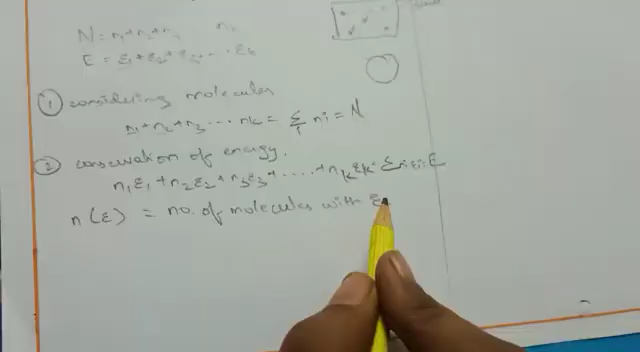 N = n₁+n₂+n₃ nₖ
E = ε₁+ε₂+ε₃.... εₖ
① considering molecules
n₁+n₂+n₃ ... nk = Σ ni = N
② conservation of energy.
n₁ε₁+n₂ε₂+n₃ε₃+.....+nkεk=Σniεi=E
n(ε) = no. of molecules with ε